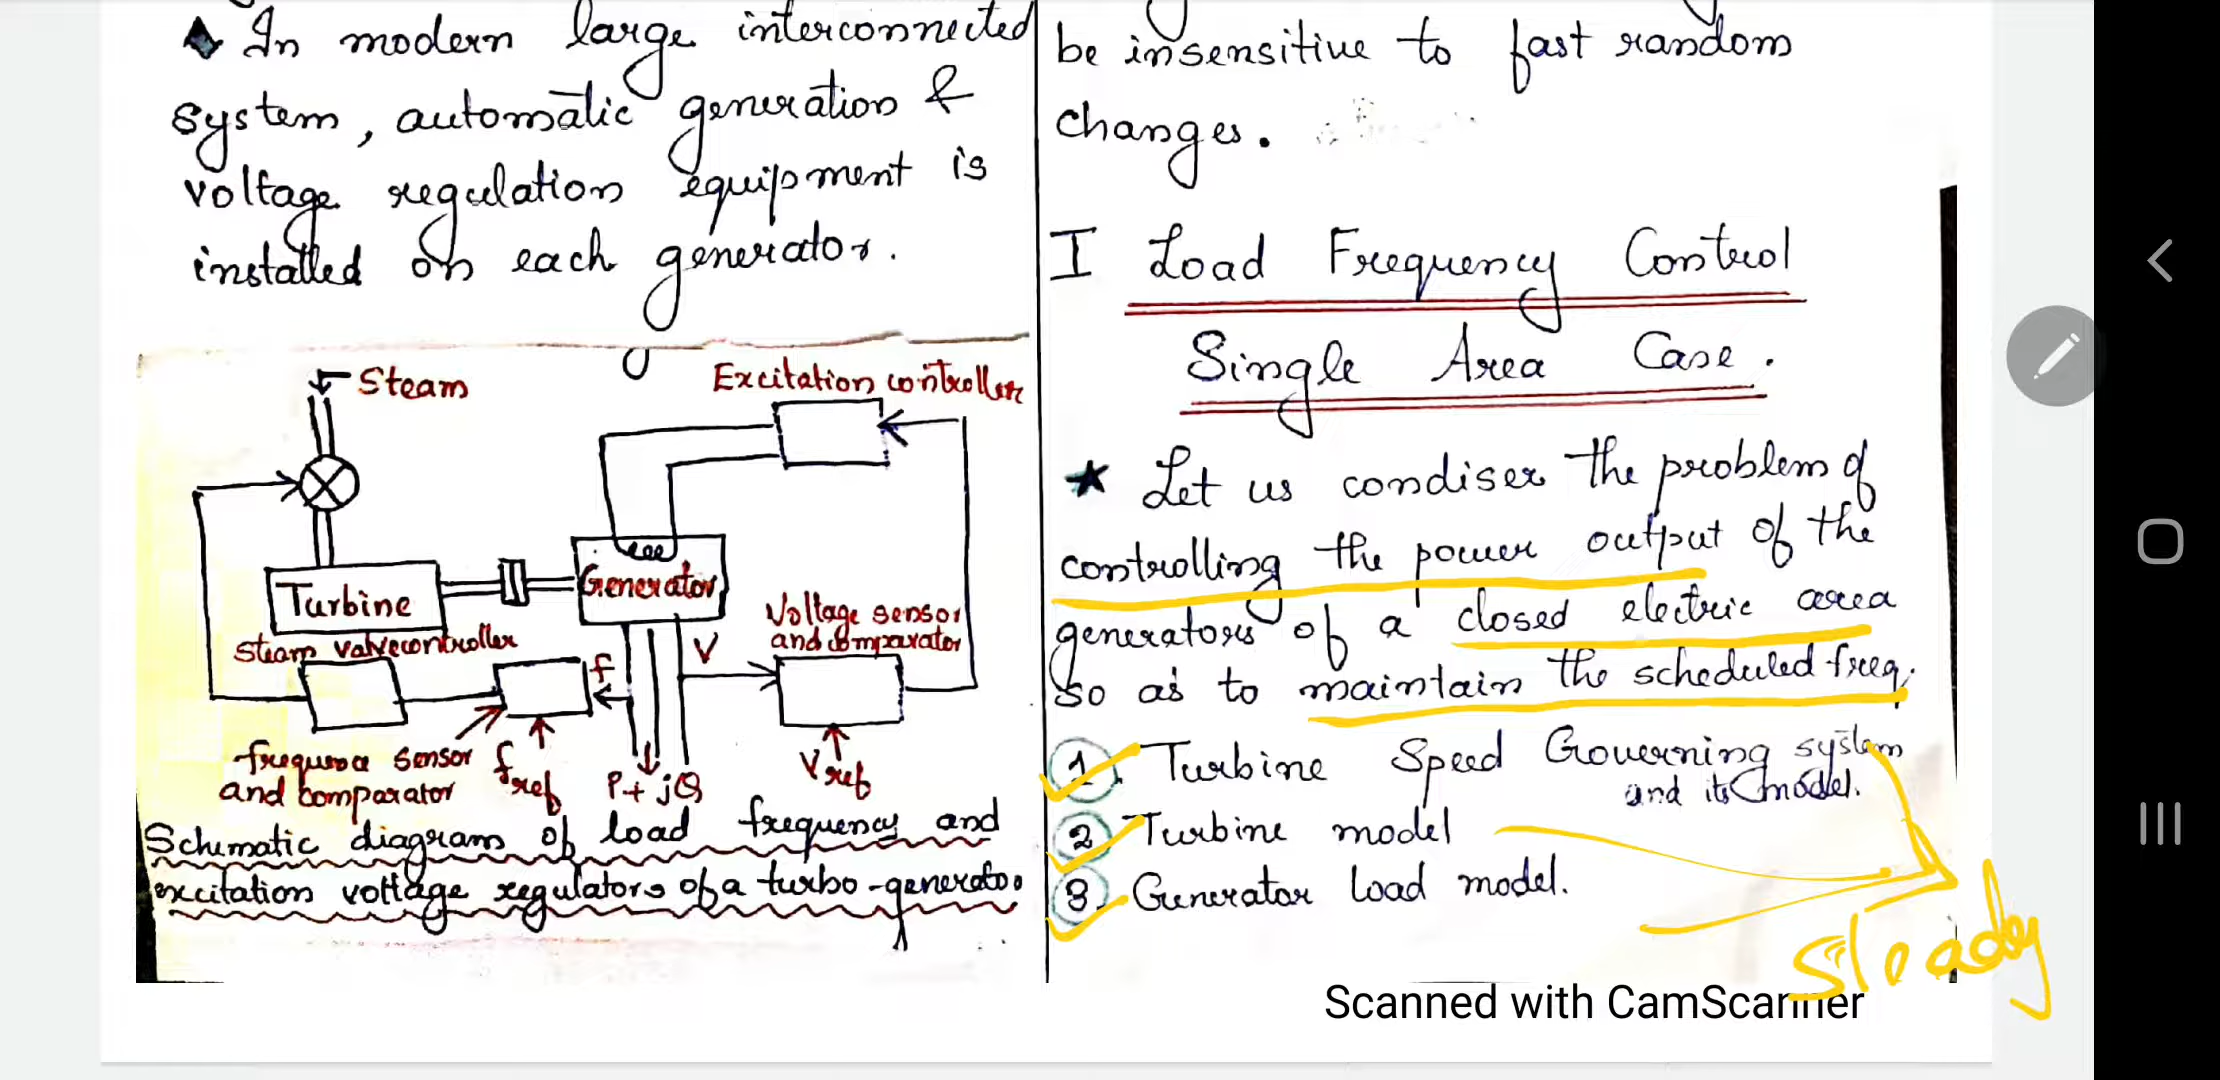 In modern large interconnected
system, automatic generation &
voltage regulation equipment is
installed on each generator.
Steam
Excitation controller
Turbine
Generator
Voltage sensor
and comparator
Steam valve controller
f
V
frequence sensor
and comparator
fref
P+jQ
Vref
Schematic diagram of load frequency and
excitation voltage regulators of a turbo-generator
be insensitive to fast random
changes.
I Load Frequency Control
Single Area Case.
★ Let us condiser the problem of
controlling the power output of the
generators of a closed electric area
so as to maintain the scheduled freq.
1 Turbine Speed Governing system
and its model.
2 Turbine model
3 Generator load model.
Steady
Scanned with CamScanner